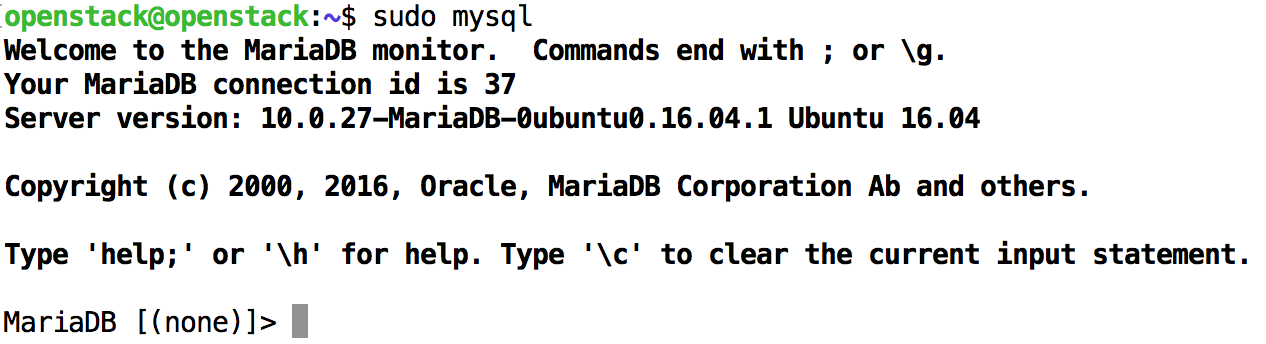 openstack@openstack:~$ sudo mysql
Welcome to the MariaDB monitor.  Commands end with ; or \g.
Your MariaDB connection id is 37
Server version: 10.0.27-MariaDB-0ubuntu0.16.04.1 Ubuntu 16.04
Copyright (c) 2000, 2016, Oracle, MariaDB Corporation Ab and others.
Type 'help;' or '\h' for help. Type '\c' to clear the current input statement.
MariaDB [(none)]>